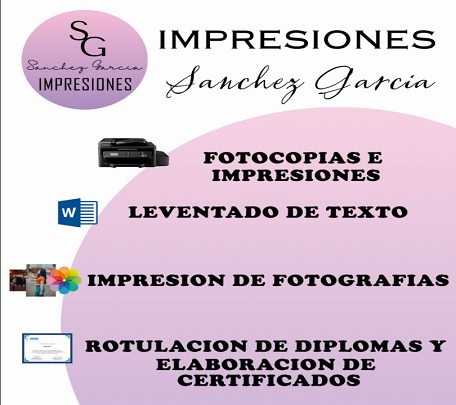 SG
Sanchez Garcia
IMPRESIONES
IMPRESIONES
Sanchez Garcia
FOTOCOPIAS E
IMPRESIONES
W
LEVENTADO DE TEXTO
IMPRESION DE FOTOGRAFIAS
ROTULACION DE DIPLOMAS Y
ELABORACION DE
CERTIFICADOS